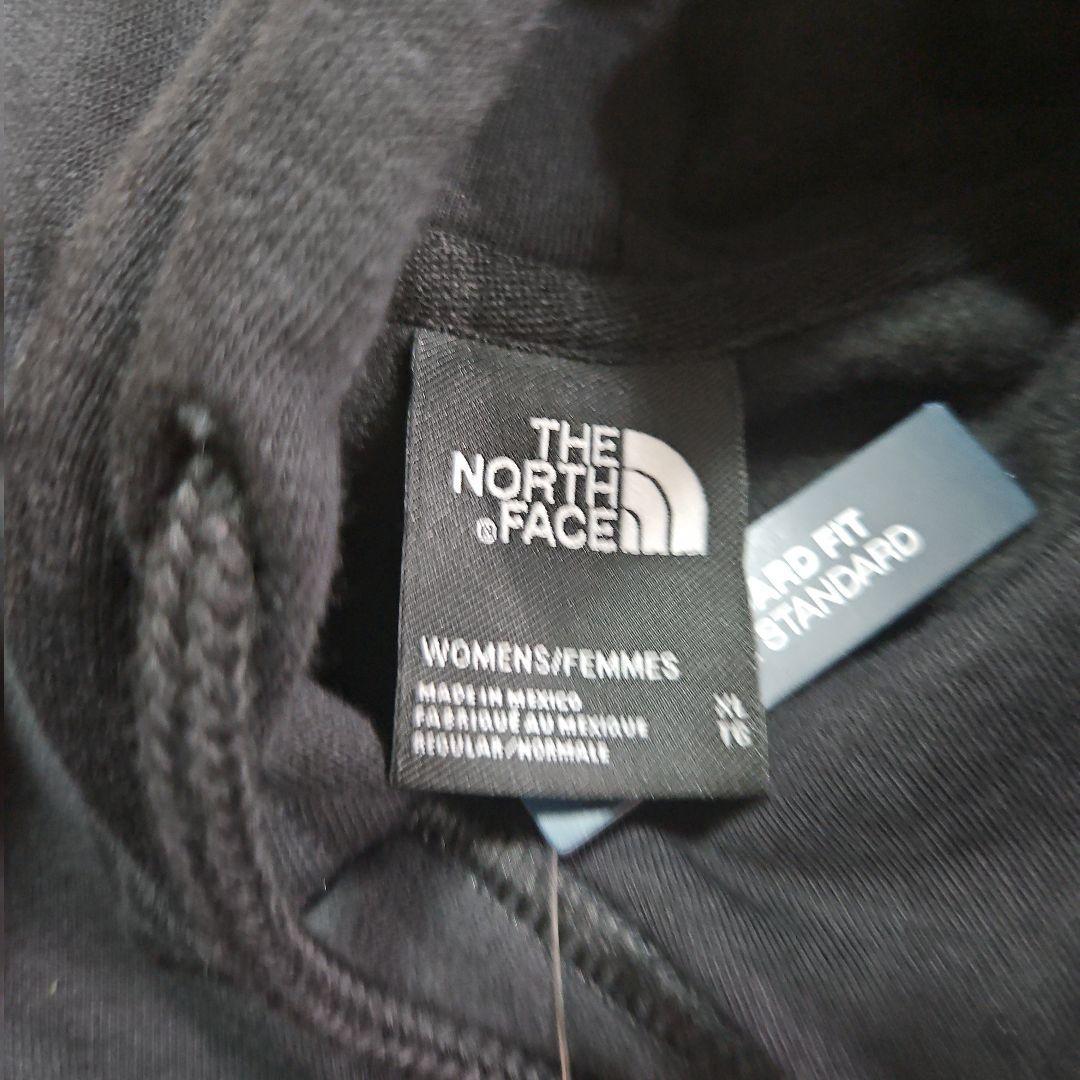 THE
NORTH
FACE
WOMENS/FEMMES
MADE IN MEXICO
FABRIQUÉ AU MEXIQUE
REGULAR/NORMALE
XL
TG
ARD FIT
STANDARD